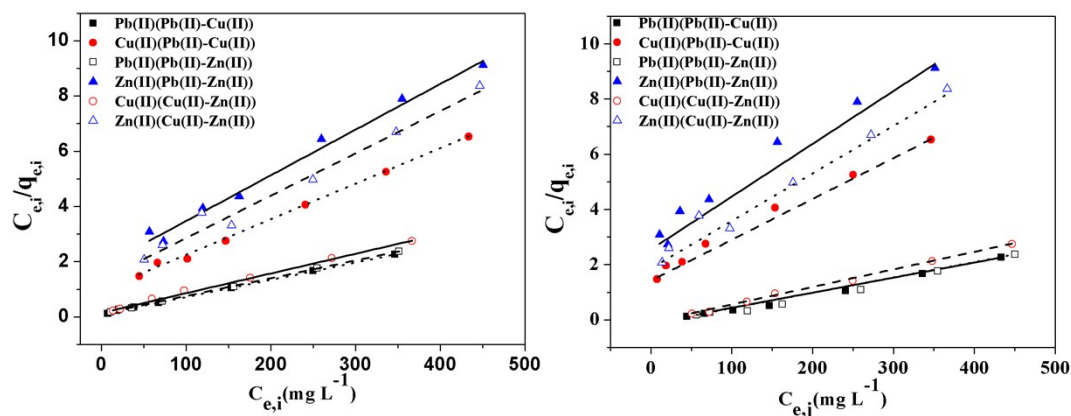 Pb(II)(Pb(II)-Cu(II))
Cu(II)(Pb(II)-Cu(II))
Pb(II)(Pb(II)-Zn(II))
Zn(II)(Pb(II)-Zn(II))
Cu(II)(Cu(II)-Zn(II))
Zn(II)(Cu(II)-Zn(II))
10
8
6
4
2
0
C e,i /q e,i
0 100 200 300 400 500
C e,i (mg L -1 )
Pb(II)(Pb(II)-Cu(II))
Cu(II)(Pb(II)-Cu(II))
Pb(II)(Pb(II)-Zn(II))
Zn(II)(Pb(II)-Zn(II))
Cu(II)(Cu(II)-Zn(II))
Zn(II)(Cu(II)-Zn(II))
10
8
6
4
2
0
C e,i /q e,i
0 100 200 300 400 500
C e,j (mg L -1 )